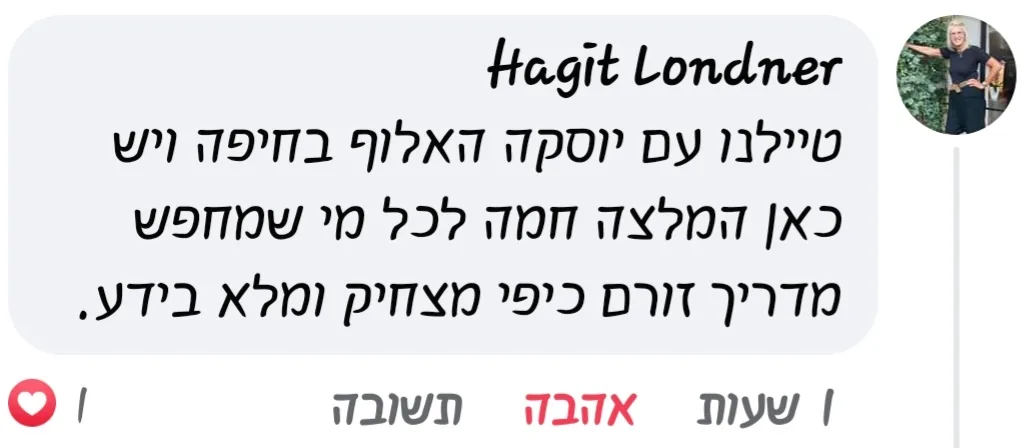 Hagit Londner
טיילנו עם יוסקה האלוף בחיפה ויש
כאן המלצה חמה לכל מי שמחפש
מדריך זורם כיפי מצחיק ומלא בידע.
1 שעות אהבה תשובה 1